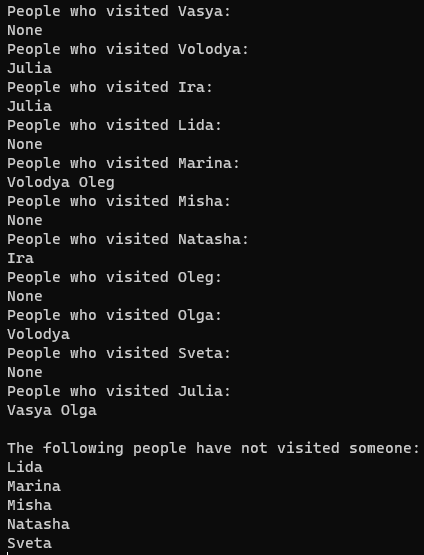 People who visited Vasya:
None
People who visited Volodya:
Julia
People who visited Ira:
Julia
People who visited Lida:
None
People who visited Marina:
Volodya Oleg
People who visited Misha:
None
People who visited Natasha:
Ira
People who visited Oleg:
None
People who visited Olga:
Volodya
People who visited Sveta:
None
People who visited Julia:
Vasya Olga

The following people have not visited someone:
Lida
Marina
Misha
Natasha
Sveta